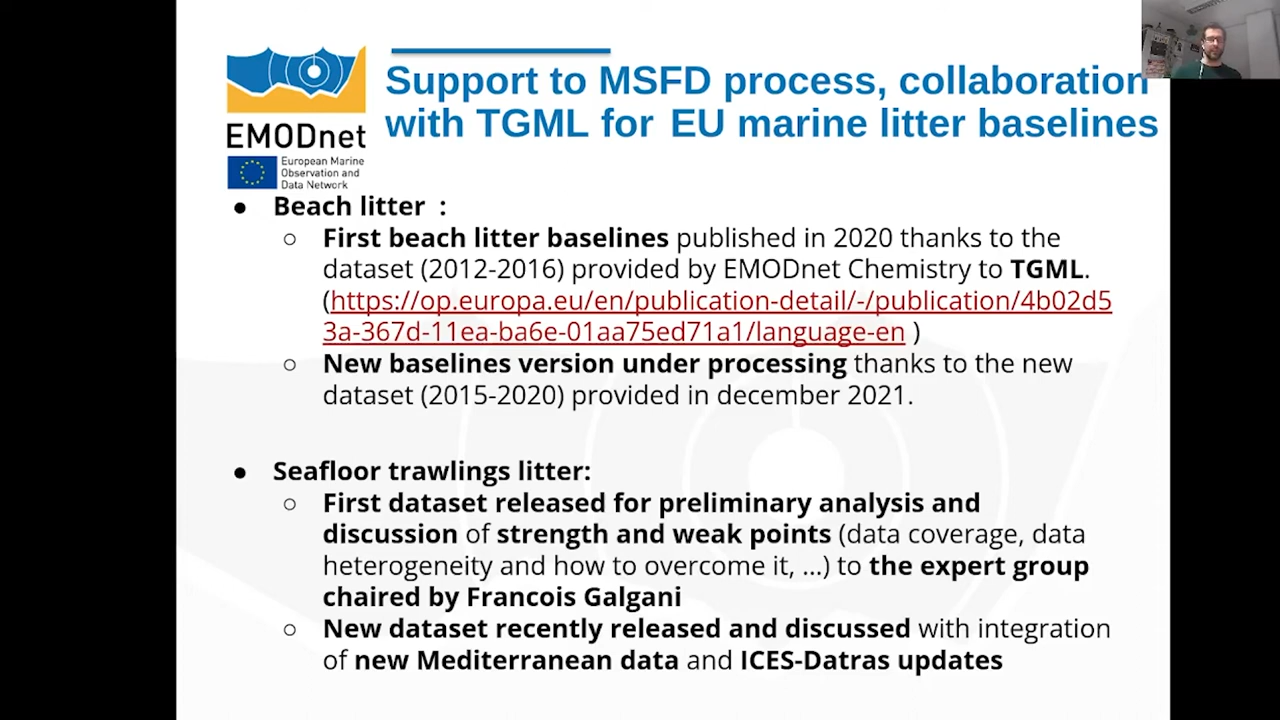 Support to MSFD process, collaboration
with TGML for EU marine litter baselines
EMODnet
European Marine
Observation and
Data Network
● Beach litter :
○ First beach litter baselines published in 2020 thanks to the
dataset (2012-2016) provided by EMODnet Chemistry to TGML.
(https://op.europa.eu/en/publication-detail/-/publication/4b02d5
3a-367d-11ea-ba6e-01aa75ed71a1/language-en )
○ New baselines version under processing thanks to the new
dataset (2015-2020) provided in december 2021.
● Seafloor trawlings litter:
○ First dataset released for preliminary analysis and
discussion of strength and weak points (data coverage, data
heterogeneity and how to overcome it, ...) to the expert group
chaired by Francois Galgani
○ New dataset recently released and discussed with integration
of new Mediterranean data and ICES-Datras updates